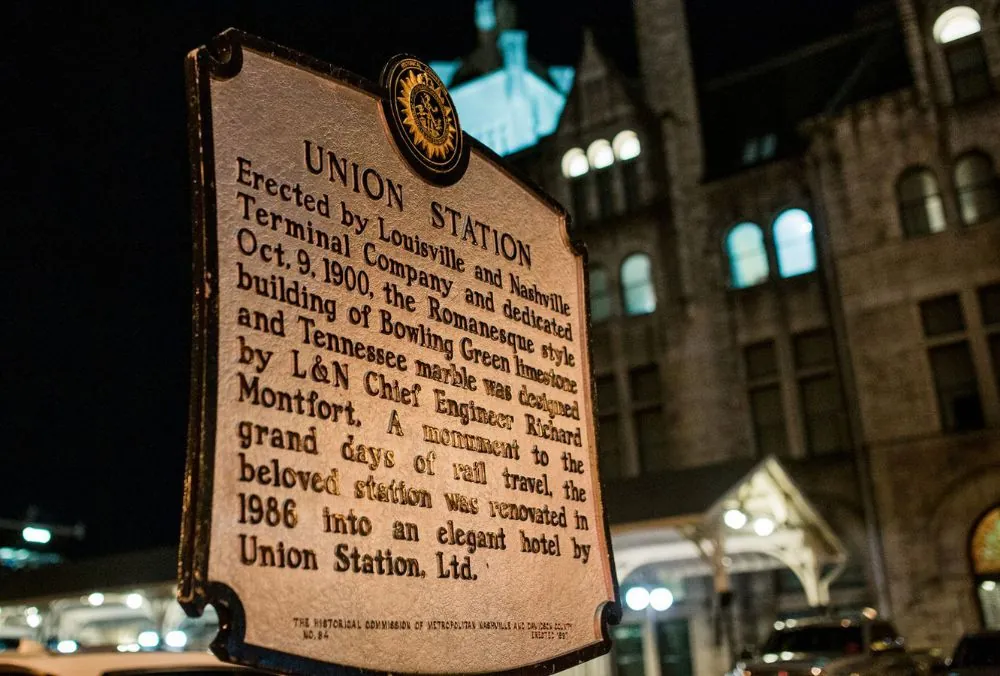 UNION STATION
Erected by Louisville and Nashville
Terminal Company and dedicated
Oct. 9, 1900, the Romanesque style
building of Bowling Green limestone
and Tennessee marble was designed
by L&N Chief Engineer Richard
Montfort. A monument to the
grand days of rail travel, the
beloved station was renovated in
1986 into an elegant hotel by
Union Station, Ltd.
THE HISTORICAL COMMISSION OF METROPOLITAN NASHVILLE AND DAVIDSON COUNTY
NO. 84 ERECTED